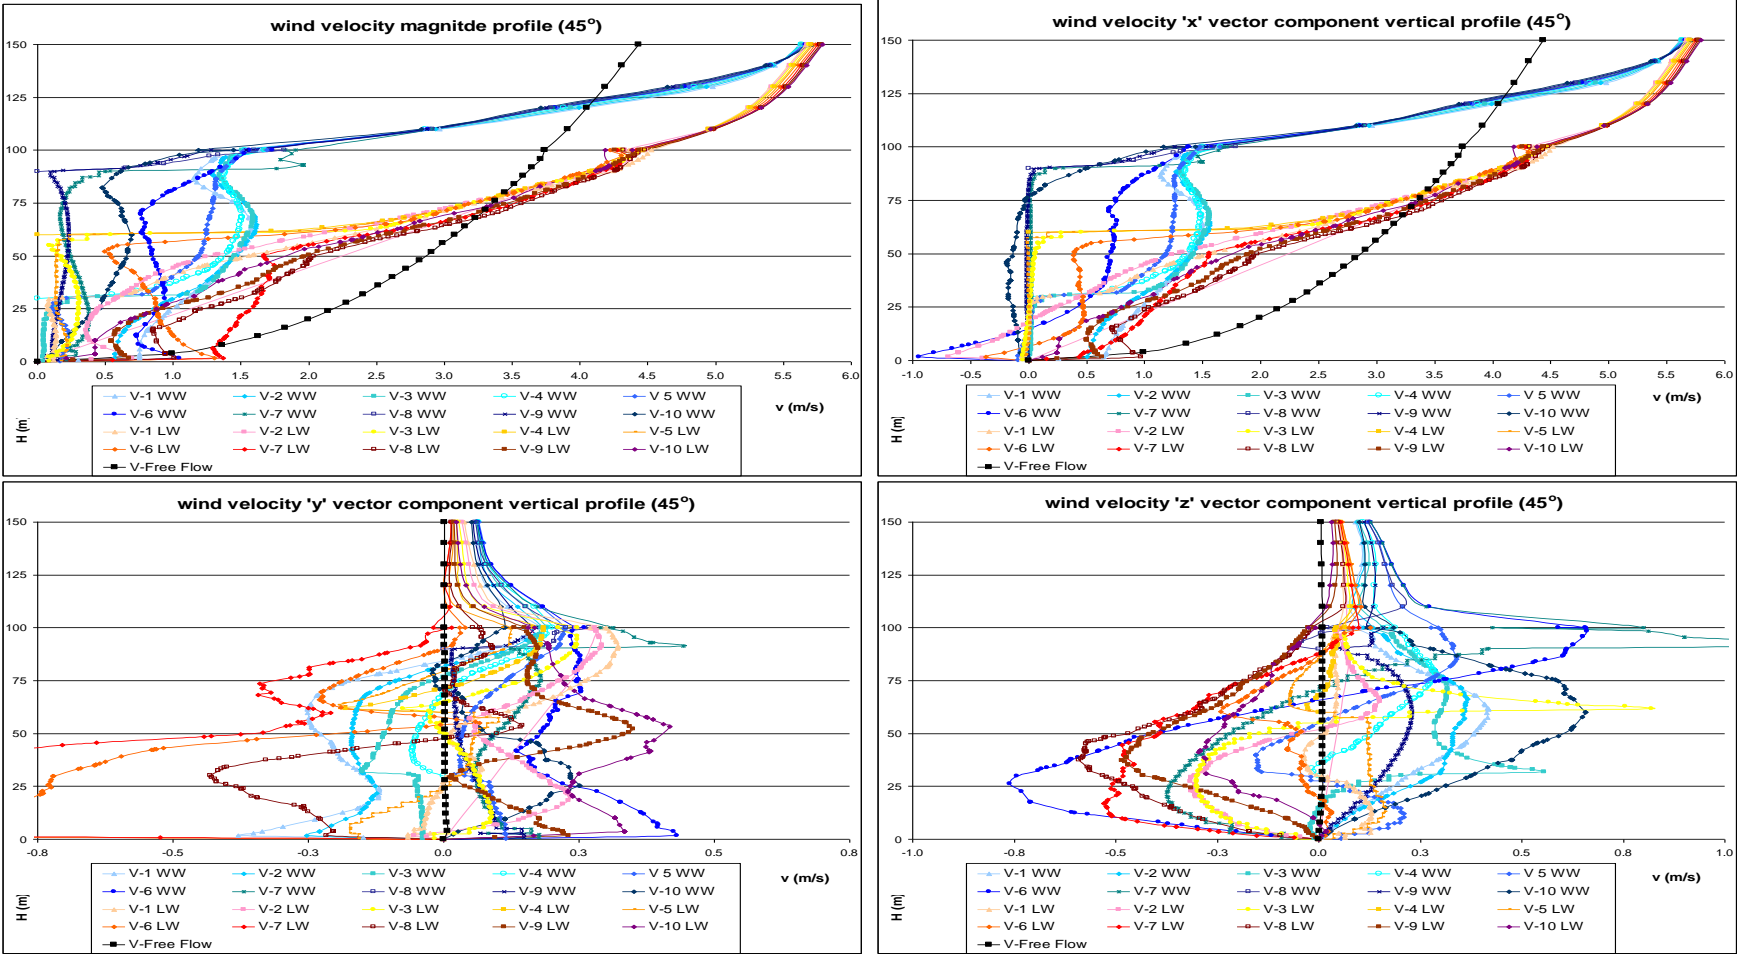 wind velocity magnitde profile (45°)
150
125
100
75
50
25
0
0.0 0.5 1.0 1.5 2.0 2.5 3.0 3.5 4.0 4.5 5.0 5.5 6.0
H (m)
v (m/s)
V-1 WW V-2 WW V-3 WW V-4 WW V 5 WW
V-6 WW V-7 WW V-8 WW V-9 WW V-10 WW
V-1 LW V-2 LW V-3 LW V-4 LW V-5 LW
V-6 LW V-7 LW V-8 LW V-9 LW V-10 LW
V-Free Flow
wind velocity 'x' vector component vertical profile (45°)
150
125
100
75
50
25
0
-1.0 -0.5 0.0 0.5 1.0 1.5 2.0 2.5 3.0 3.5 4.0 4.5 5.0 5.5 6.0
H (m)
v (m/s)
V-1 WW V-2 WW V-3 WW V-4 WW V 5 WW
V-6 WW V-7 WW V-8 WW V-9 WW V-10 WW
V-1 LW V-2 LW V-3 LW V-4 LW V-5 LW
V-6 LW V-7 LW V-8 LW V-9 LW V-10 LW
V-Free Flow
wind velocity 'y' vector component vertical profile (45°)
150
125
100
75
50
25
0
-0.8 -0.5 -0.3 0.0 0.3 0.5 0.8
H (m)
v (m/s)
V-1 WW V-2 WW V-3 WW V-4 WW V 5 WW
V-6 WW V-7 WW V-8 WW V-9 WW V-10 WW
V-1 LW V-2 LW V-3 LW V-4 LW V-5 LW
V-6 LW V-7 LW V-8 LW V-9 LW V-10 LW
V-Free Flow
wind velocity 'z' vector component vertical profile (45°)
150
125
100
75
50
25
0
-1.0 -0.8 -0.5 -0.3 0.0 0.3 0.5 0.8 1.0
H (m)
v (m/s)
V-1 WW V-2 WW V-3 WW V-4 WW V 5 WW
V-6 WW V-7 WW V-8 WW V-9 WW V-10 WW
V-1 LW V-2 LW V-3 LW V-4 LW V-5 LW
V-6 LW V-7 LW V-8 LW V-9 LW V-10 LW
V-Free Flow